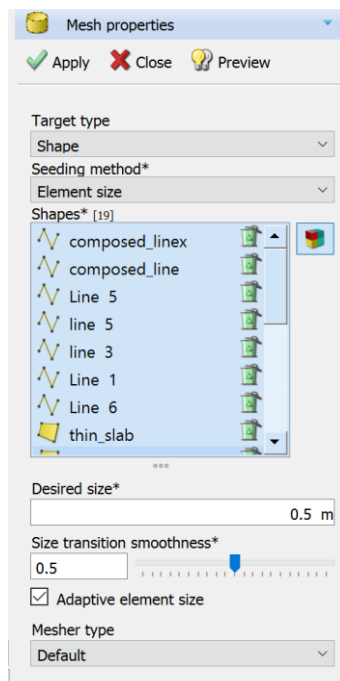 Mesh properties
Apply Close Preview
Target type
Shape
Seeding method*
Element size
Shapes* [19]
composed_linex
composed_line
Line 5
line 5
line 3
Line 1
Line 6
thin_slab
Desired size*
0.5 m
Size transition smoothness*
0.5
Adaptive element size
Mesher type
Default